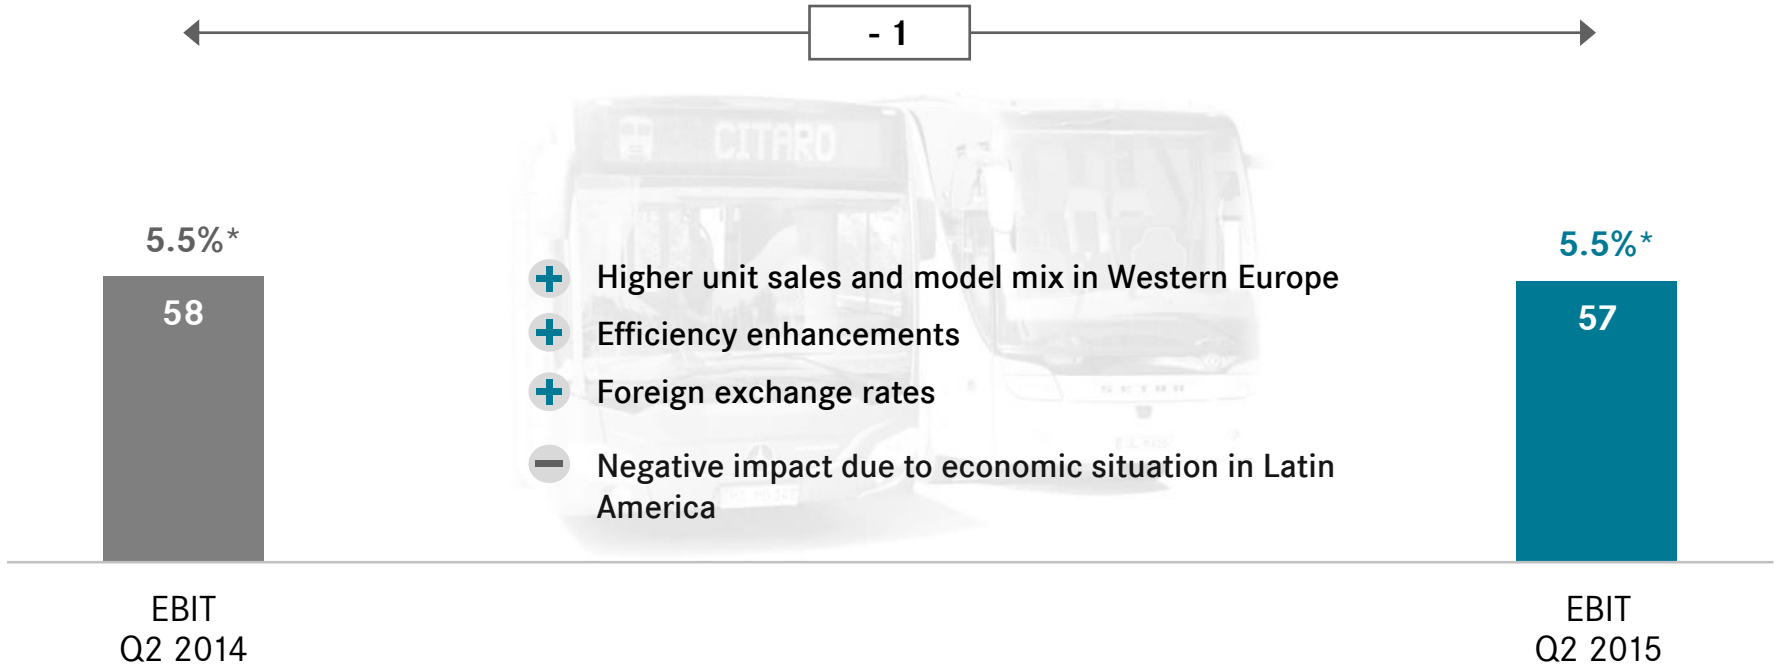 - 1
CITARO
5.5%*
58
5.5%*
57
Higher unit sales and model mix in Western Europe
Efficiency enhancements
Foreign exchange rates
SETRA
Negative impact due to economic situation in Latin
America
EBIT
Q2 2014
EBIT
Q2 2015